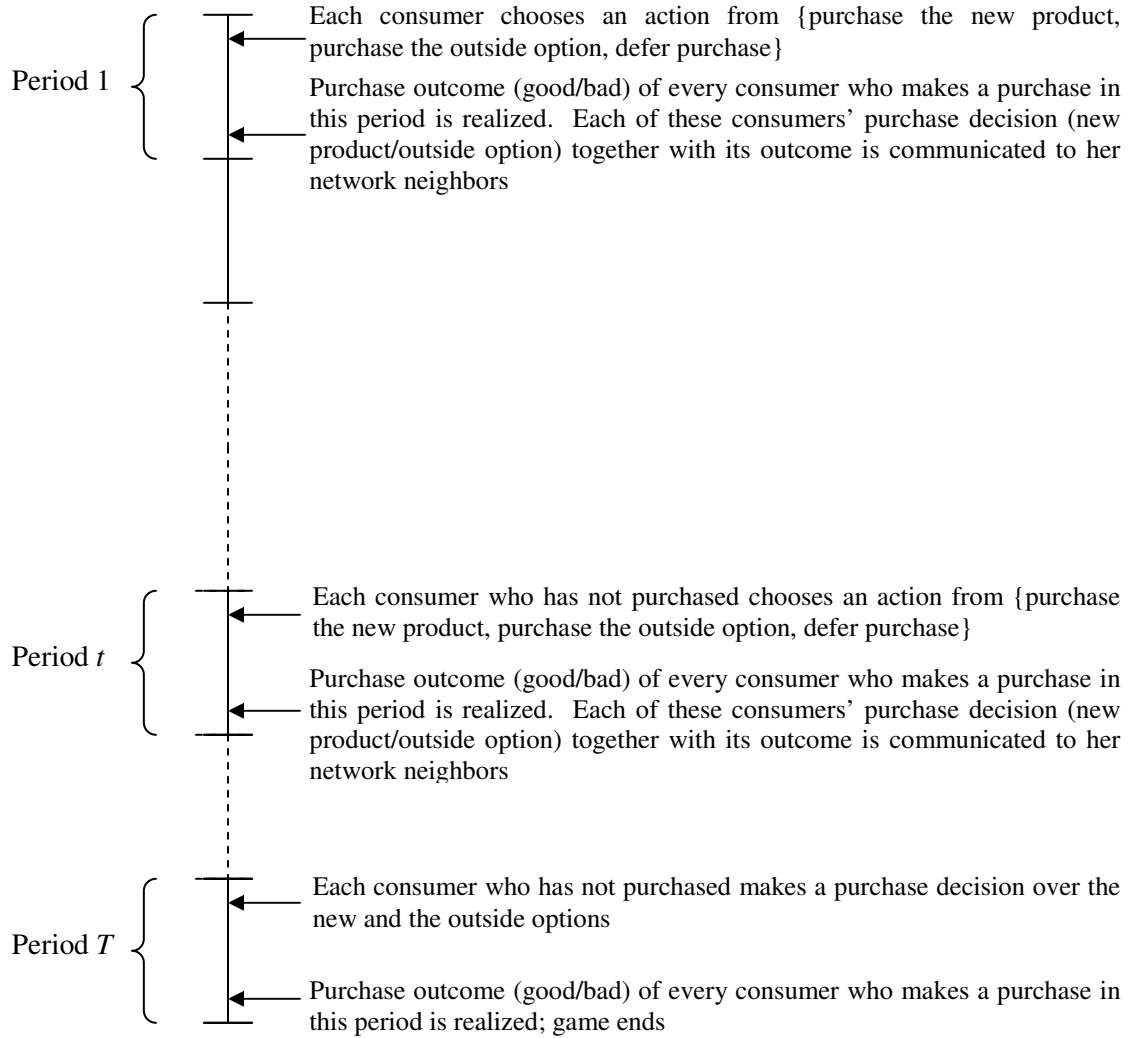 Each consumer chooses an action from {purchase the new product,
purchase the outside option, defer purchase}
Period 1
Purchase outcome (good/bad) of every consumer who makes a purchase in
this period is realized. Each of these consumers' purchase decision (new
product/outside option) together with its outcome is communicated to her
network neighbors
Each consumer who has not purchased chooses an action from {purchase
the new product, purchase the outside option, defer purchase}
Period t
Purchase outcome (good/bad) of every consumer who makes a purchase in
this period is realized. Each of these consumers' purchase decision (new
product/outside option) together with its outcome is communicated to her
network neighbors
Each consumer who has not purchased makes a purchase decision over the
new and the outside options
Period T
Purchase outcome (good/bad) of every consumer who makes a purchase in
this period is realized; game ends